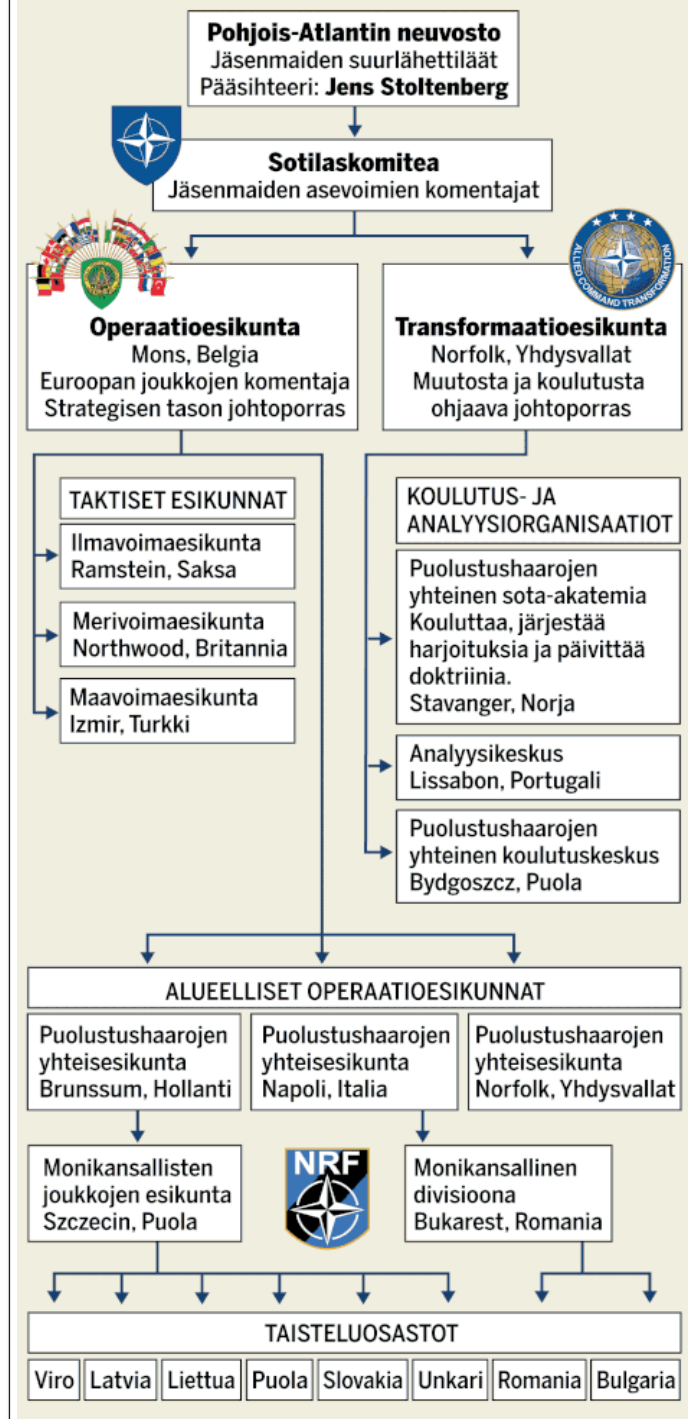 Pohjois-Atlantin neuvosto
Jäsenmaiden suurlähettiläät
Pääsihteeri: Jens Stoltenberg
Sotilaskomitea
Jäsenmaiden asevoimien komentajat
Operaatioesikunta
Mons, Belgia
Euroopan joukkojen komentaja
Strategisen tason johtoporras
ALLIED COMMAND TRANSFORMATION
Transformaatioesikunta
Norfolk, Yhdysvallat
Muutosta ja koulutusta
ohjaava johtoporras
TAKTISET ESIKUNNAT
Ilmavoimaesikunta
Ramstein, Saksa
Merivoimaesikunta
Northwood, Britannia
Maavoimaesikunta
Izmir, Turkki
KOULUTUS- JA
ANALYYSIORGANISAATIOT
Puolustushaarojen
yhteinen sota-akatemia
Kouluttaa, järjestää
harjoituksia ja päivittää
doktriinia.
Stavanger, Norja
Analyysikeskus
Lissabon, Portugali
Puolustushaarojen
yhteinen koulutuskeskus
Bydgoszcz, Puola
ALUEELLISET OPERAATIOESIKUNNAT
Puolustushaarojen
yhteisesikunta
Brunssum, Hollanti
Puolustushaarojen
yhteisesikunta
Napoli, Italia
Puolustushaarojen
yhteisesikunta
Norfolk, Yhdysvallat
Monikansallisten
joukkojen esikunta
Szczecin, Puola
NRF
Monikansallinen
divisioona
Bukarest, Romania
TAISTELUOSASTOT
Viro
Latvia
Liettua
Puola
Slovakia
Unkari
Romania
Bulgaria